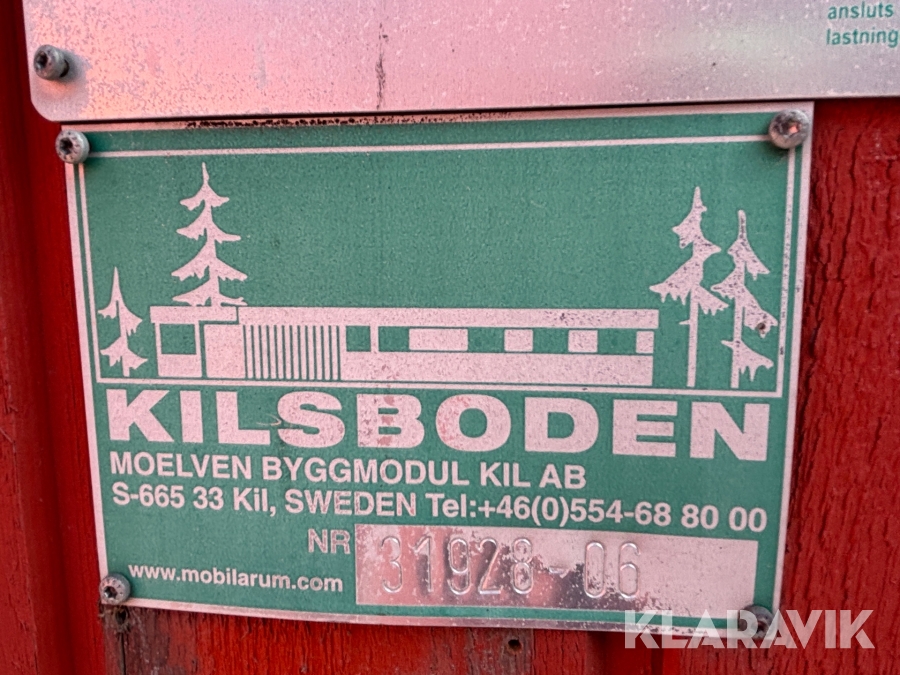 ansluts
lastning
KILSBODEN
MOELVEN BYGGMODUL KIL AB
S-665 33 Kil, SWEDEN Tel:+46(0)554-68 80 00
NR 31928-06
www.mobilarum.com
KLARAVIK